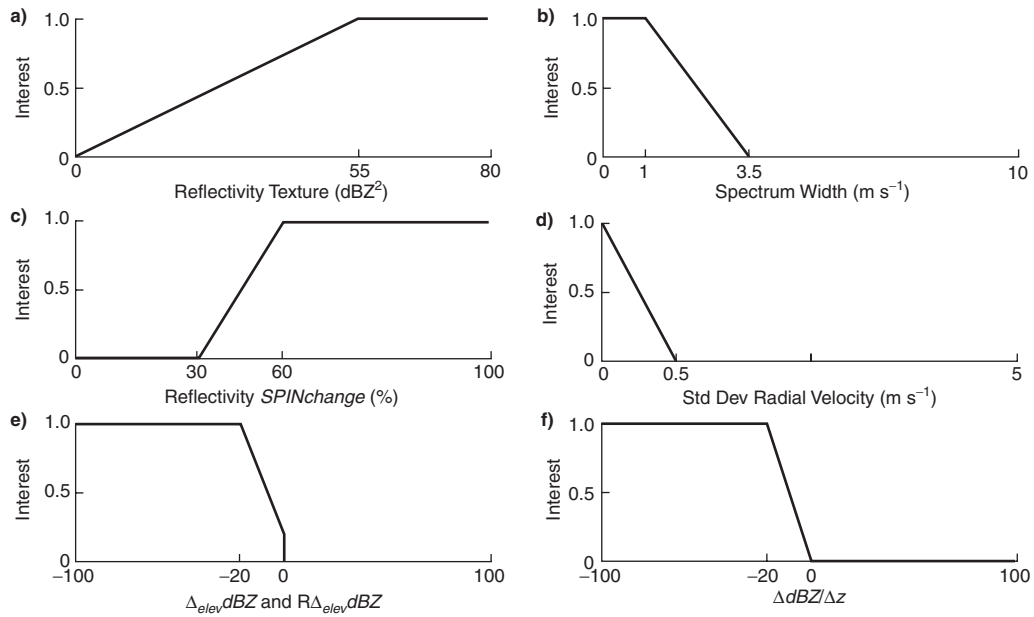 a)
1.0
0.5
0
Interest
0 55 80
Reflectivity Texture (dBZ²)
b)
1.0
0.5
0
Interest
0 1 3.5 10
Spectrum Width (m s⁻¹)
c)
1.0
0.5
0
Interest
0 30 60 100
Reflectivity SPINchange (%)
d)
1.0
0.5
0
Interest
0 0.5 5
Std Dev Radial Velocity (m s⁻¹)
e)
1.0
0.5
0
Interest
−100 −20 0 100
Δelev dBZ and RΔelev dBZ
f)
1.0
0.5
0
Interest
−100 −20 0 100
ΔdBZ/Δz